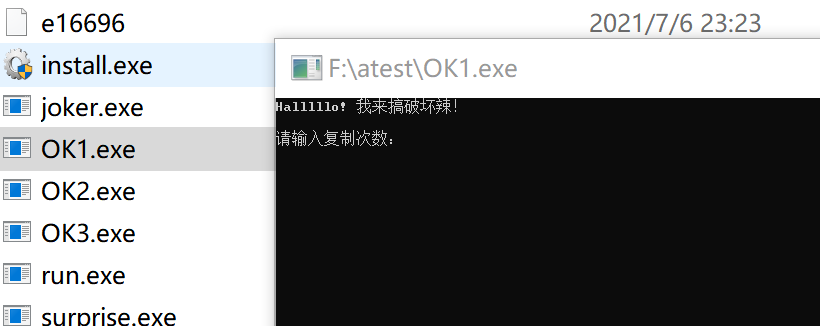 e16696 2021/7/6 23:23
install.exe
F:\atest\OK1.exe
joker.exe
Halllllo! 我来搞破坏辣!
OK1.exe
请输入复制次数:
OK2.exe
OK3.exe
run.exe
surprise.exe